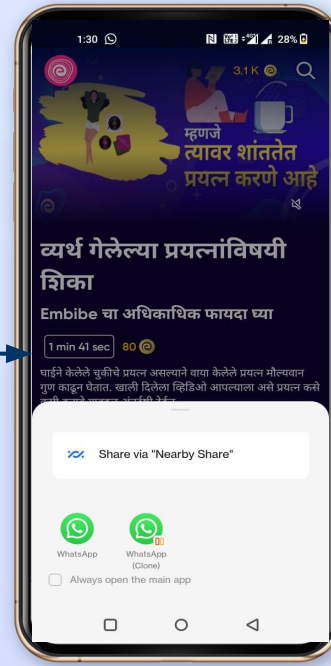 1:30
28%
3.1 K
म्हणजे
त्यावर शांततेत
प्रयत्न करणे आहे
व्यर्थ गेलेल्या प्रयत्नांविषयी
शिका
Embibe चा अधिकाधिक फायदा घ्या
1 min 41 sec 80
घाईने केलेले चुकीचे प्रयत्न असल्याने वाया केलेले प्रयत्न मौल्यवान
गुण काढून घेतात. खाली दिलेला व्हिडिओ आपल्याला असे प्रयत्न कसे
Share via "Nearby Share"
WhatsApp
WhatsApp
(Clone)
Always open the main app